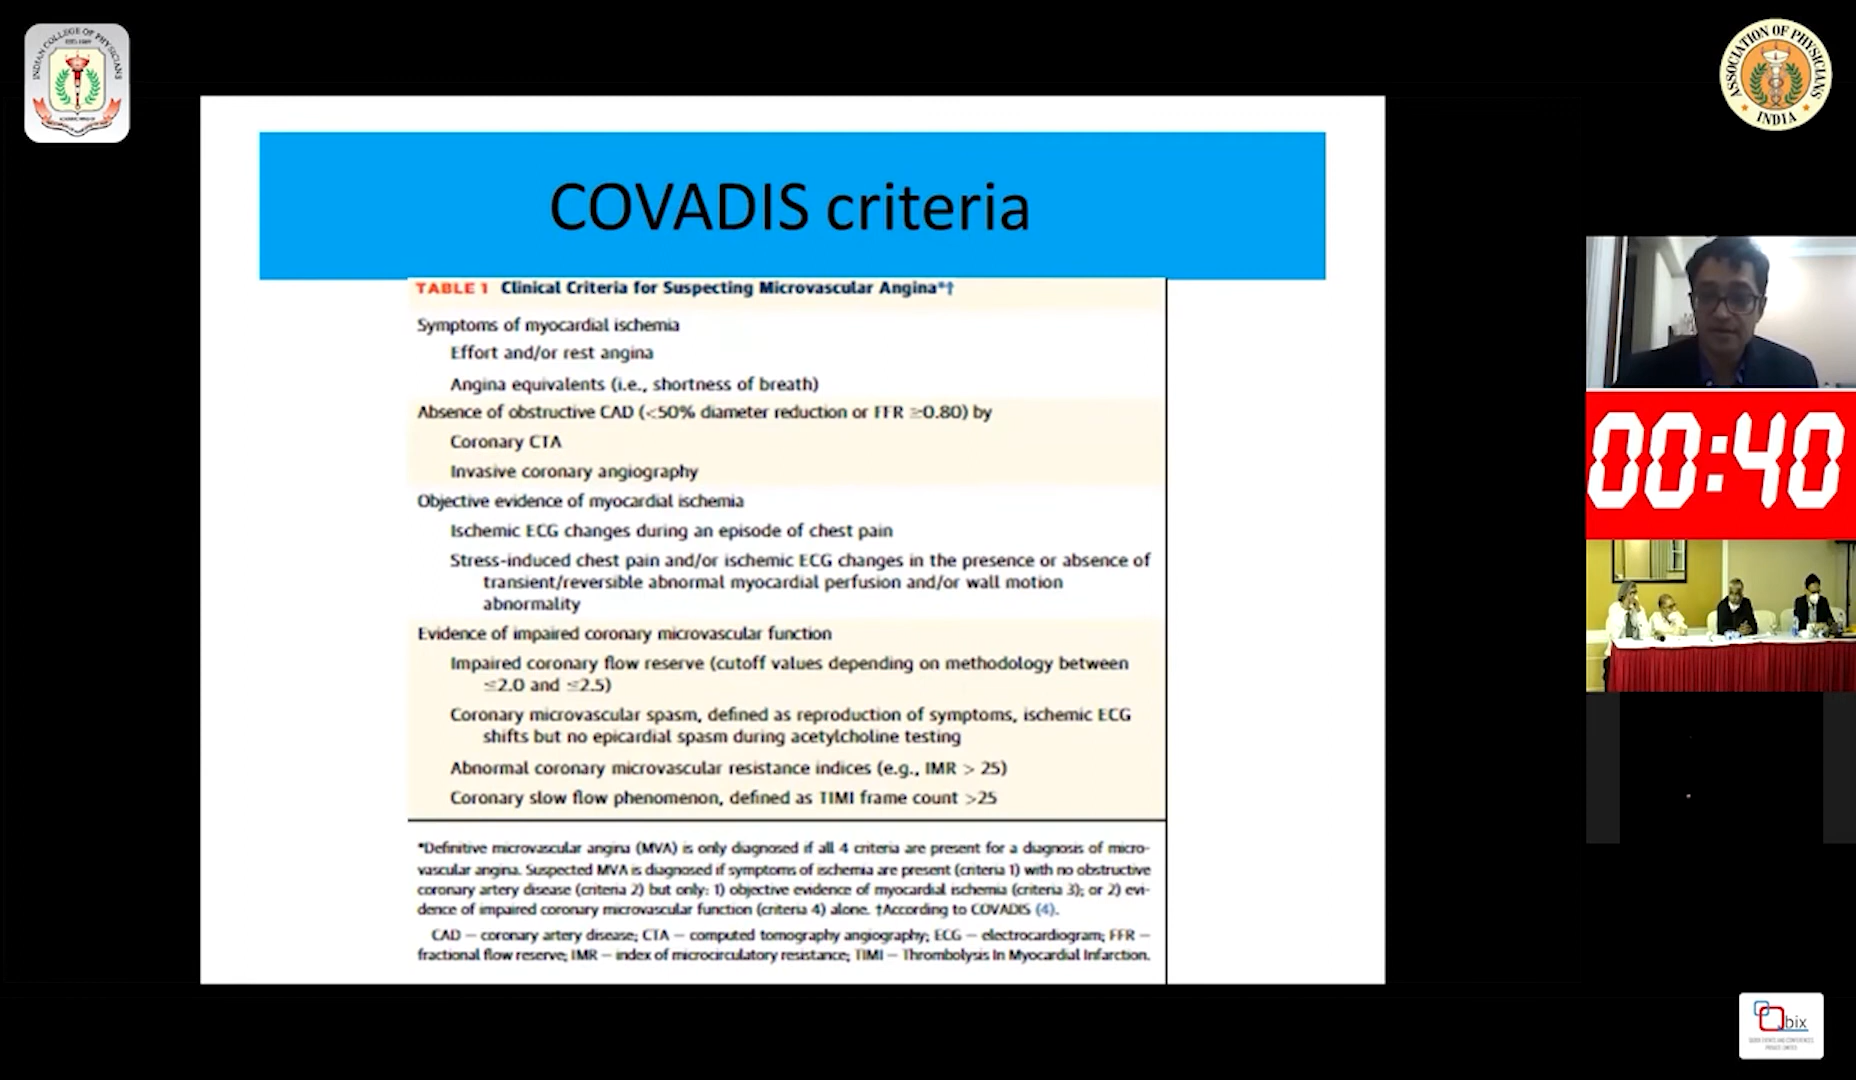 INDIAN COLLEGE OF PHYSICIANS
ASSOCIATION OF PHYSICIANS
INDIA
COVADIS criteria
TABLE 1 Clinical Criteria for Suspecting Microvascular Angina*†
Symptoms of myocardial ischemia
Effort and/or rest angina
Angina equivalents (i.e., shortness of breath)
Absence of obstructive CAD (<50% diameter reduction or FFR ≥0.80) by
Coronary CTA
Invasive coronary angiography
Objective evidence of myocardial ischemia
Ischemic ECG changes during an episode of chest pain
Stress-induced chest pain and/or ischemic ECG changes in the presence or absence of
transient/reversible abnormal myocardial perfusion and/or wall motion
abnormality
Evidence of impaired coronary microvascular function
Impaired coronary flow reserve (cutoff values depending on methodology between
≤2.0 and ≤2.5)
Coronary microvascular spasm, defined as reproduction of symptoms, ischemic ECG
shifts but no epicardial spasm during acetylcholine testing
Abnormal coronary microvascular resistance indices (e.g., IMR > 25)
Coronary slow flow phenomenon, defined as TIMI frame count >25
*Definitive microvascular angina (MVA) is only diagnosed if all 4 criteria are present for a diagnosis of micro-
vascular angina. Suspected MVA is diagnosed if symptoms of ischemia are present (criteria 1) with no obstructive
coronary artery disease (criteria 2) but only: 1) objective evidence of myocardial ischemia (criteria 3); or 2) evi-
dence of impaired coronary microvascular function (criteria 4) alone. †According to COVADIS (4).
CAD = coronary artery disease; CTA = computed tomography angiography; ECG = electrocardiogram; FFR =
fractional flow reserve; IMR = index of microcirculatory resistance; TIMI = Thrombolysis In Myocardial Infarction.
00:40
Qbix